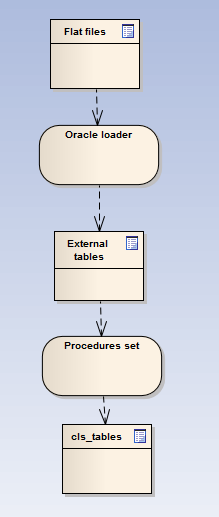 Flat files
Oracle loader
External
tables
Procedures set
cls_tables